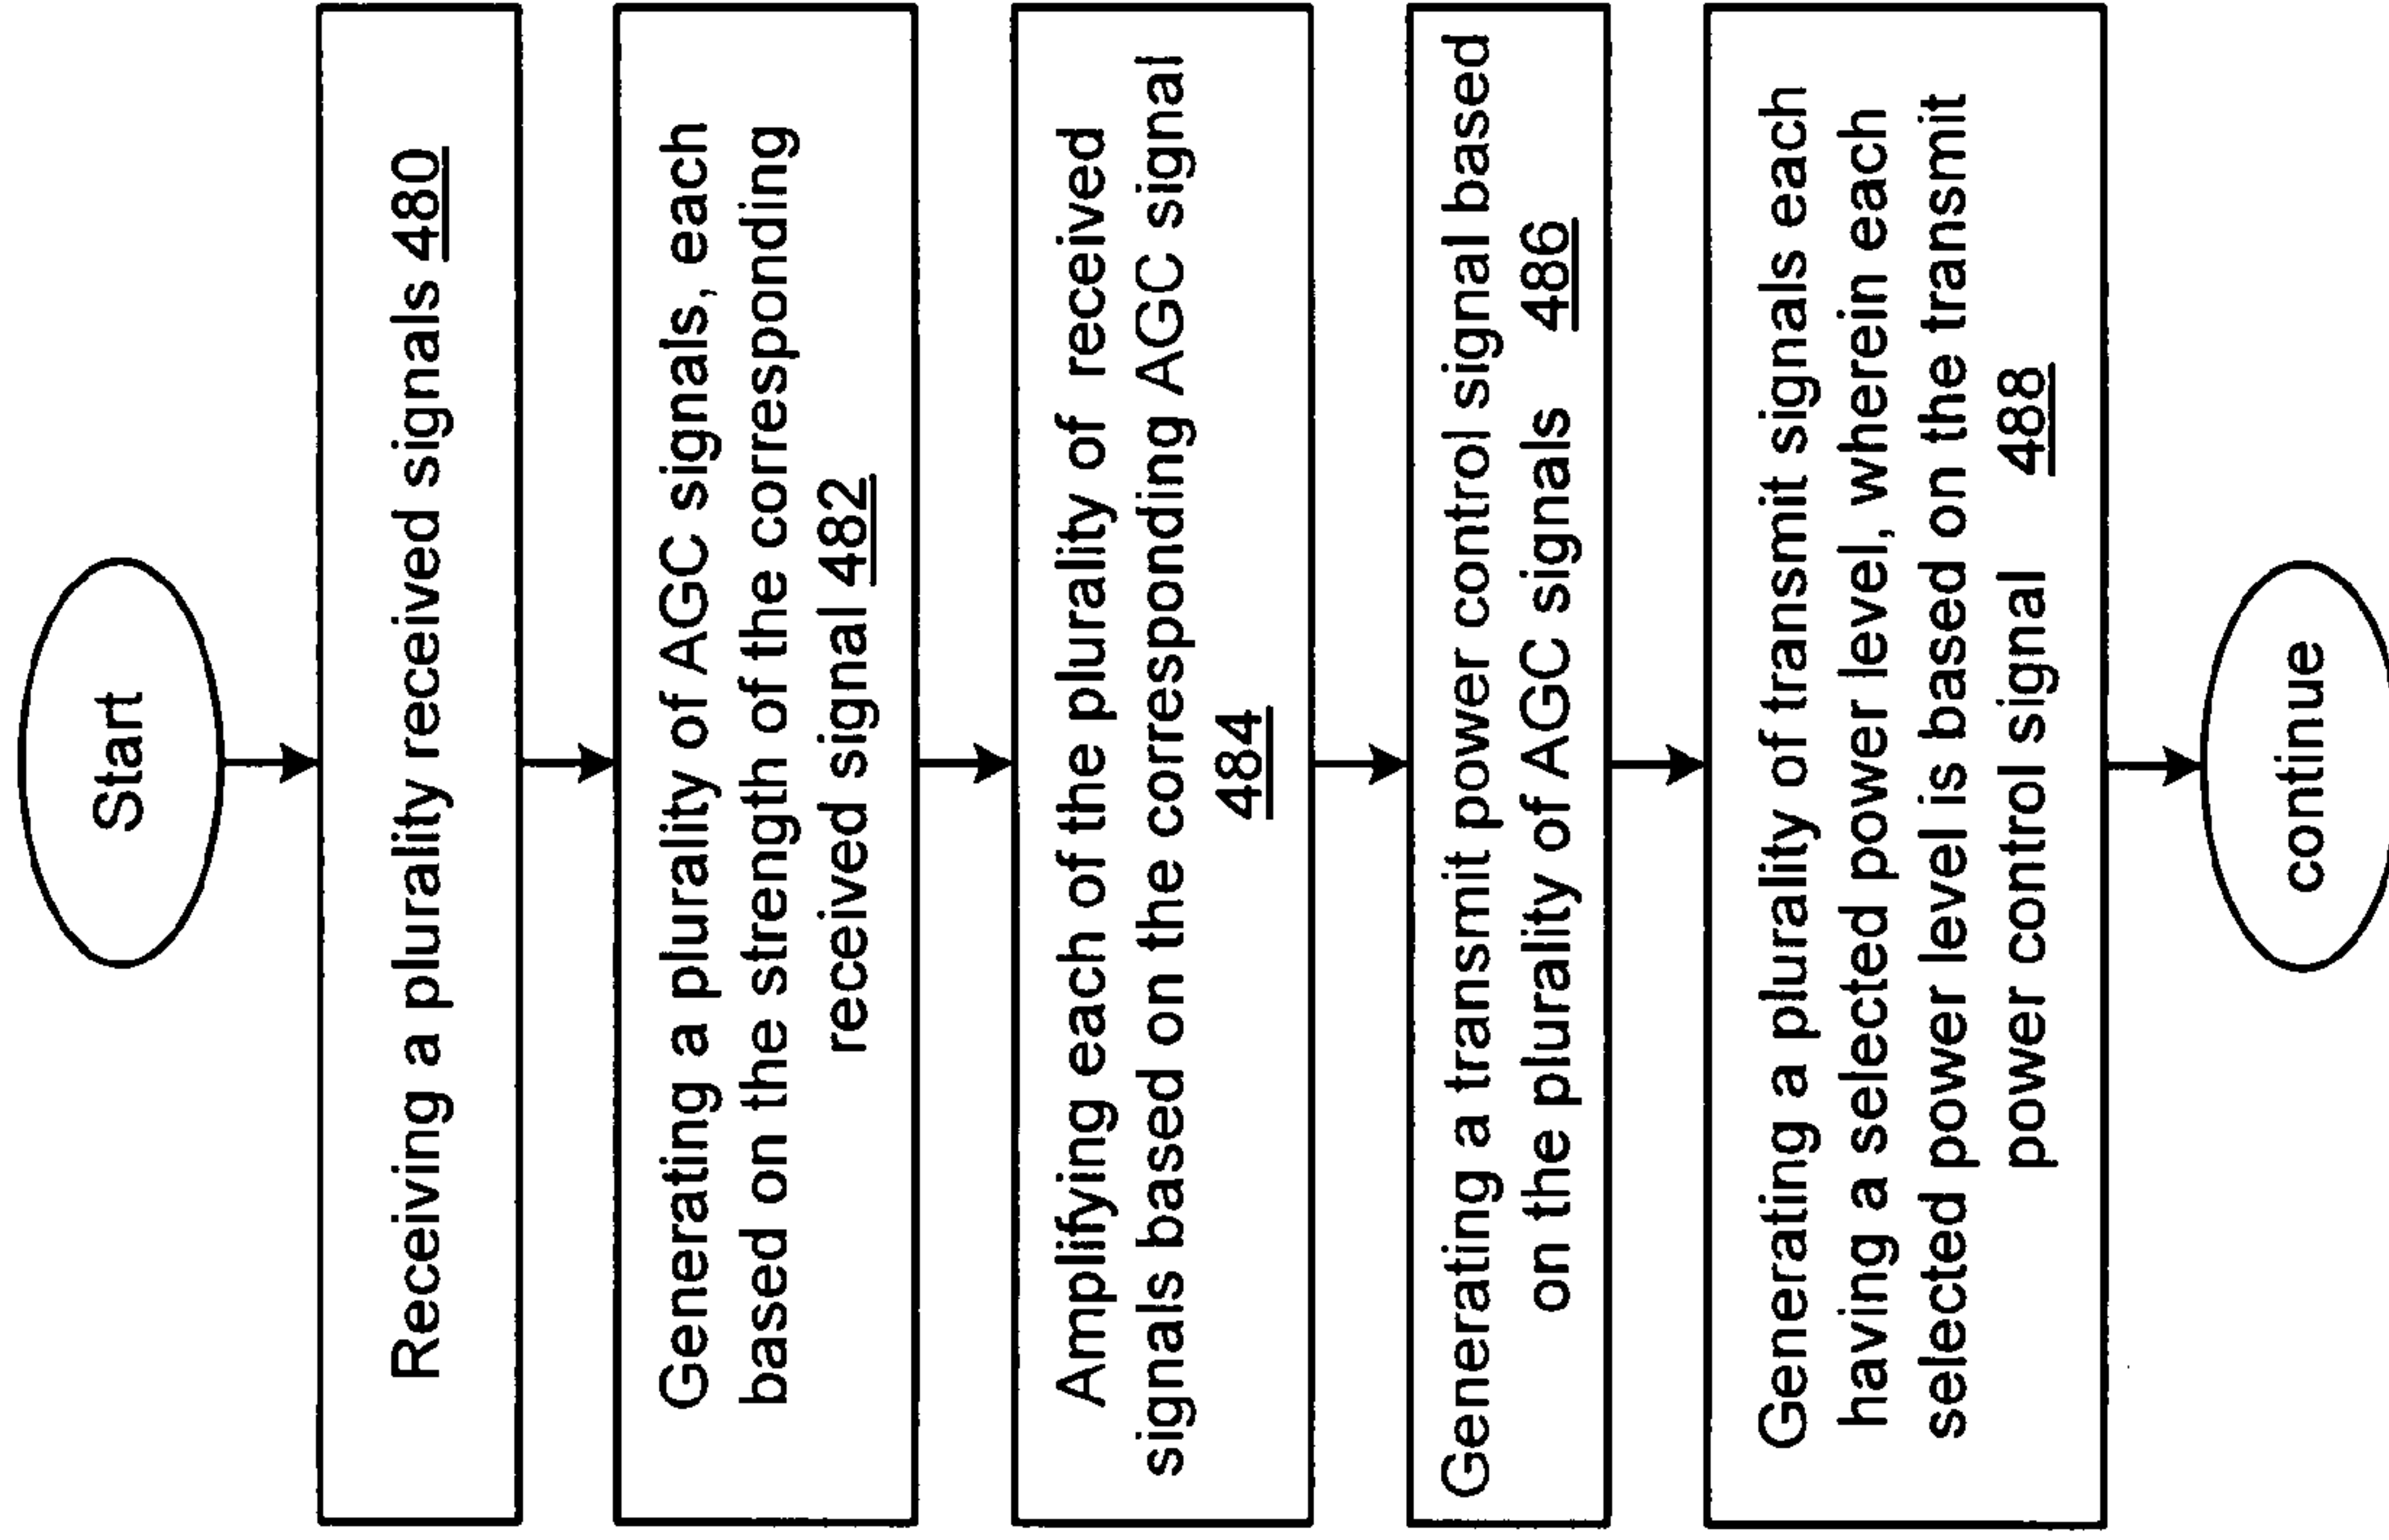 Start
Receiving a plurality received signals 480
Generating a plurality of AGC signals, each
based on the strength of the corresponding
received signal 482
Amplifying each of the plurality of received
signals based on the corresponding AGC signal
484
Generating a transmit power control signal based
on the plurality of AGC signals 486
Generating a plurality of transmit signals each
having a selected power level, wherein each
selected power level is based on the transmit
power control signal 488
continue